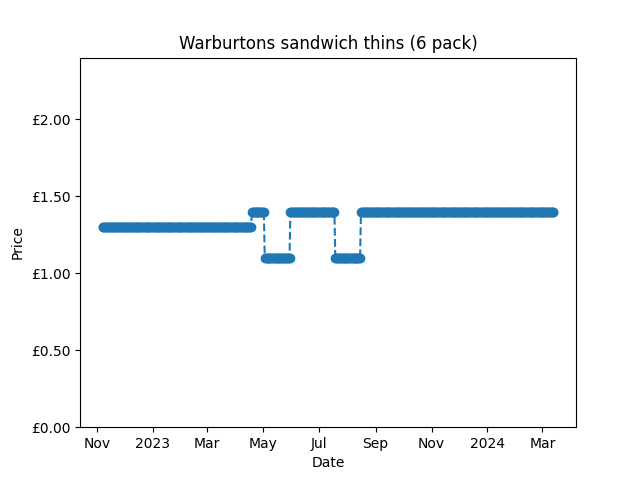 Warburtons sandwich thins (6 pack)
£2.00
£1.50
£1.00
£0.50
£0.00
Price
Nov 2023 Mar May Jul Sep Nov 2024 Mar
Date